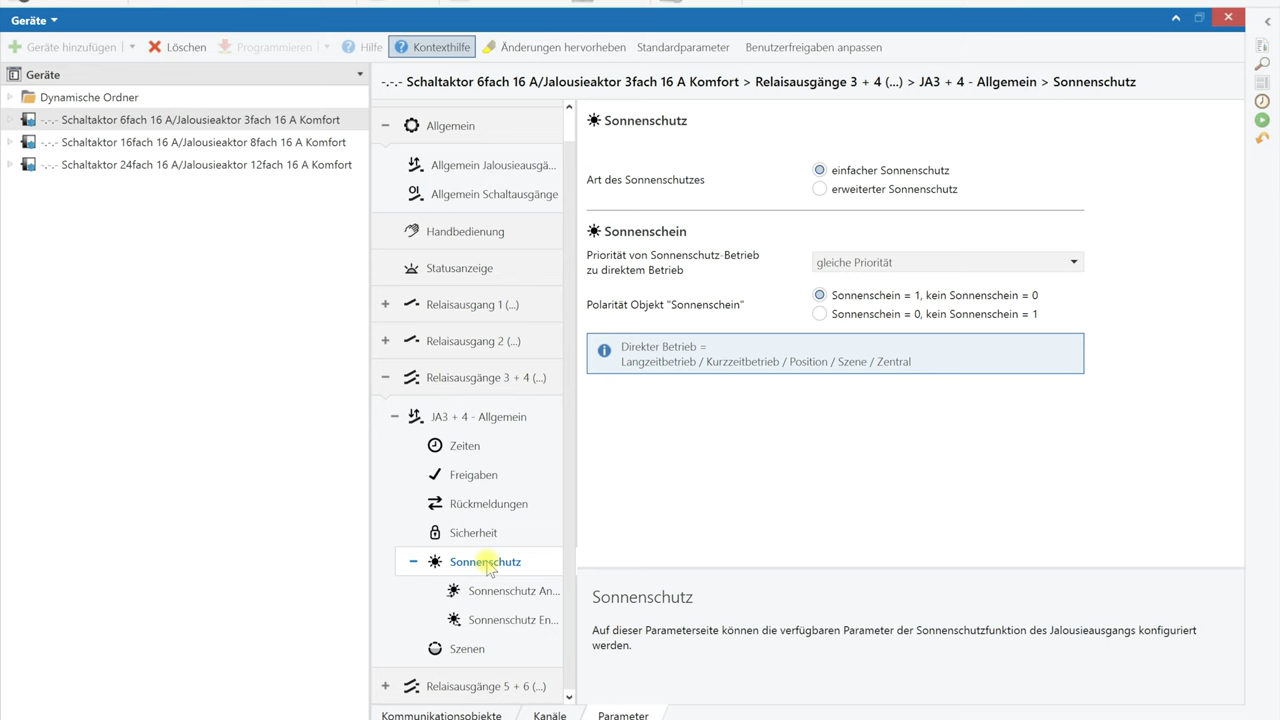 Geräte
Geräte hinzufügen
Löschen
Programmieren
Hilfe
Kontexthilfe
Änderungen hervorheben
Standardparameter
Benutzerfreigaben anpassen
Geräte
Dynamische Ordner
-.-.- Schaltaktor 6fach 16 A/Jalousieaktor 3fach 16 A Komfort
-.-.- Schaltaktor 16fach 16 A/Jalousieaktor 8fach 16 A Komfort
-.-.- Schaltaktor 24fach 16 A/Jalousieaktor 12fach 16 A Komfort
-.-.- Schaltaktor 6fach 16 A/Jalousieaktor 3fach 16 A Komfort > Relaisausgänge 3 + 4 (...) > JA3 + 4 - Allgemein > Sonnenschutz
Allgemein
Allgemein Jalousieausgä...
Allgemein Schaltausgänge
Handbedienung
Statusanzeige
Relaisausgang 1 (...)
Relaisausgang 2 (...)
Relaisausgänge 3 + 4 (...)
JA3 + 4 - Allgemein
Zeiten
Freigaben
Rückmeldungen
Sicherheit
Sonnenschutz
Sonnenschutz An...
Sonnenschutz En...
Szenen
Relaisausgänge 5 + 6 (...)
Sonnenschutz
Art des Sonnenschutzes
einfacher Sonnenschutz
erweiterter Sonnenschutz
Sonnenschein
Priorität von Sonnenschutz-Betrieb
zu direktem Betrieb
gleiche Priorität
Polarität Objekt "Sonnenschein"
Sonnenschein = 1, kein Sonnenschein = 0
Sonnenschein = 0, kein Sonnenschein = 1
Direkter Betrieb =
Langzeitbetrieb / Kurzzeitbetrieb / Position / Szene / Zentral
Sonnenschutz
Auf dieser Parameterseite können die verfügbaren Parameter der Sonnenschutzfunktion des Jalousieausgangs konfiguriert
werden.
Kommunikationsobjekte
Kanäle
Parameter